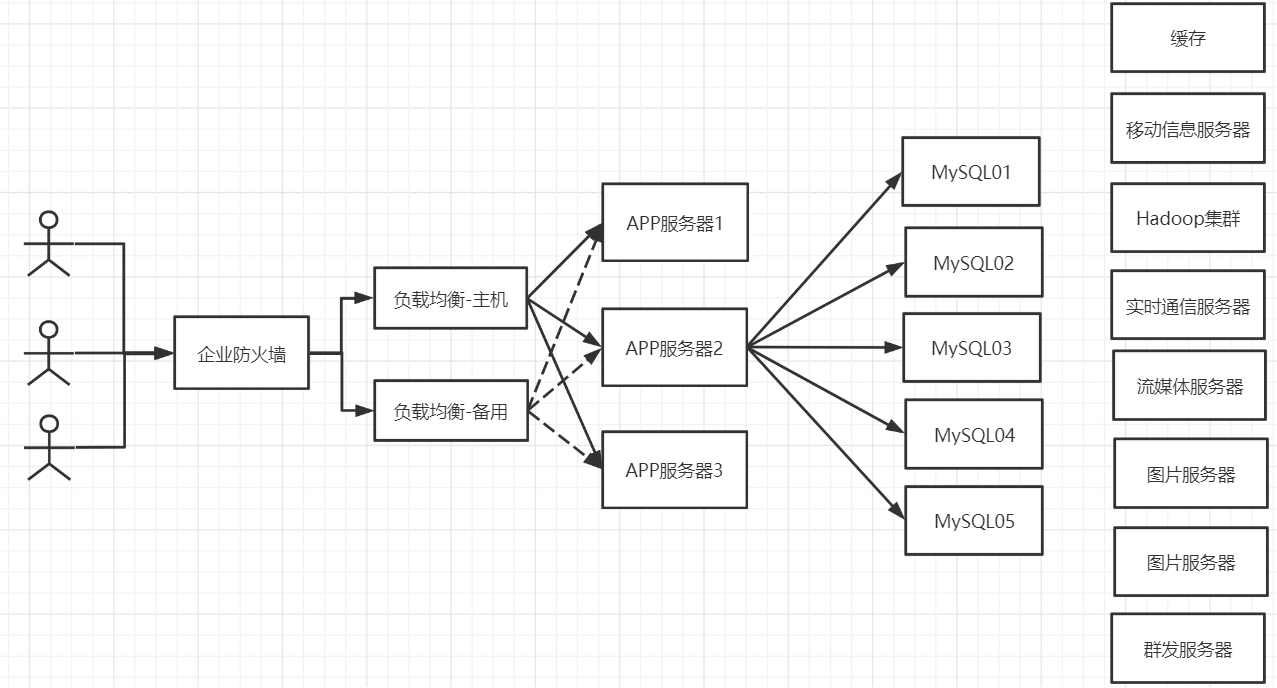 企业防火墙
负载均衡-主机
负载均衡-备用
APP服务器1
APP服务器2
APP服务器3
MySQL01
MySQL02
MySQL03
MySQL04
MySQL05
缓存
移动信息服务器
Hadoop集群
实时通信服务器
流媒体服务器
图片服务器
图片服务器
群发服务器